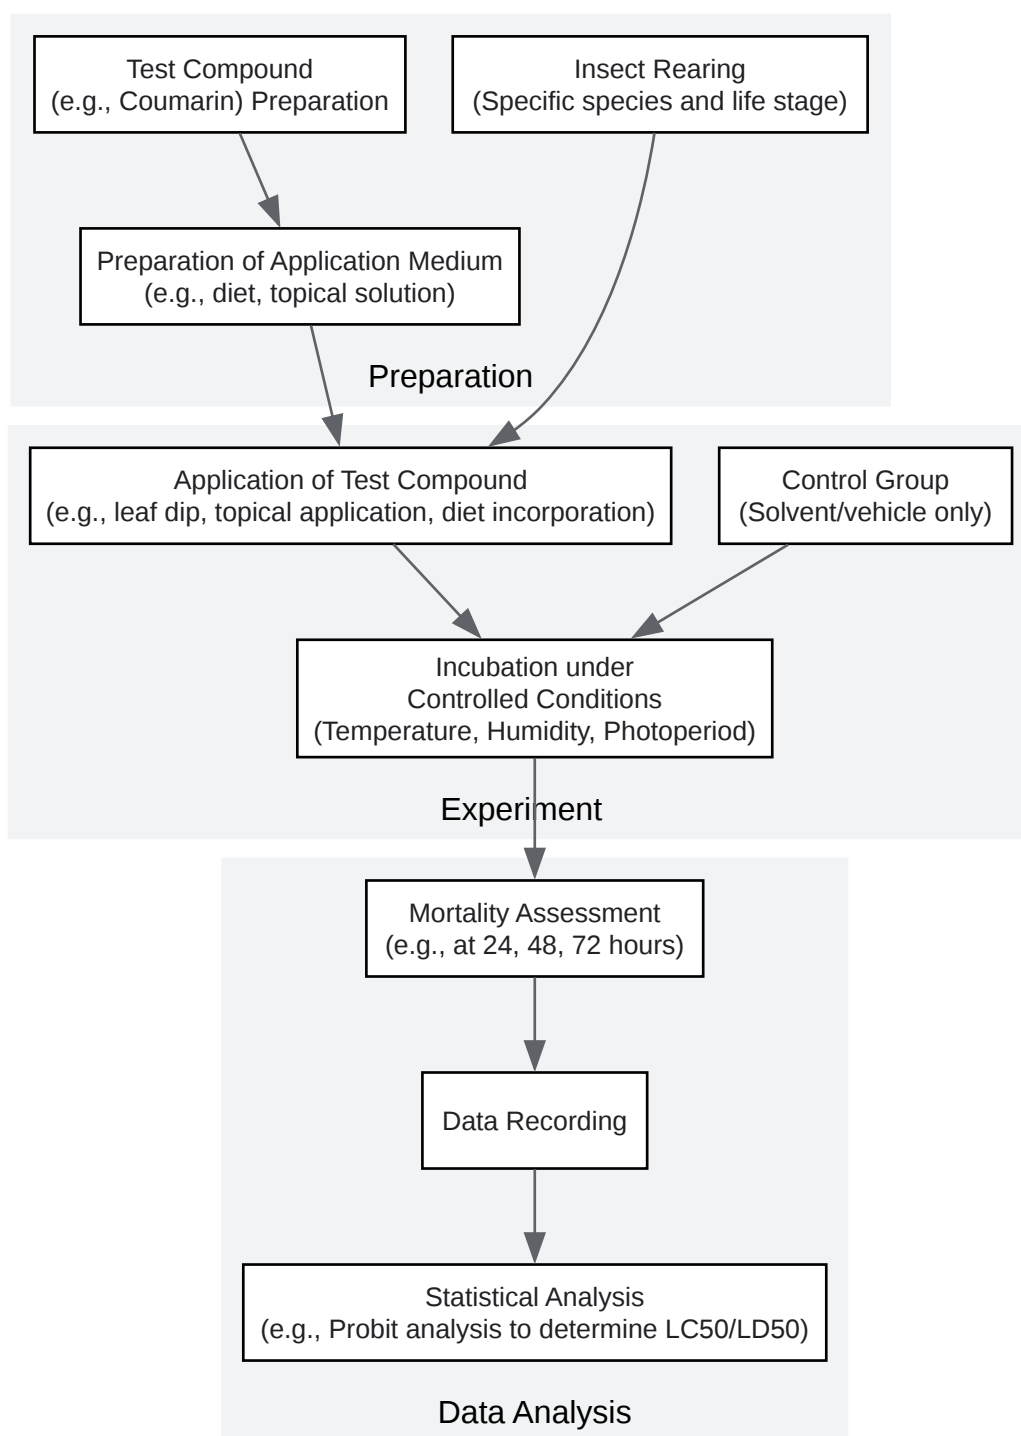 Test Compound
(e.g., Coumarin) Preparation
Insect Rearing
(Specific species and life stage)
Preparation of Application Medium
(e.g., diet, topical solution)
Preparation
Application of Test Compound
(e.g., leaf dip, topical application, diet incorporation)
Control Group
(Solvent/vehicle only)
Incubation under
Controlled Conditions
(Temperature, Humidity, Photoperiod)
Experiment
Mortality Assessment
(e.g., at 24, 48, 72 hours)
Data Recording
Statistical Analysis
(e.g., Probit analysis to determine LC50/LD50)
Data Analysis